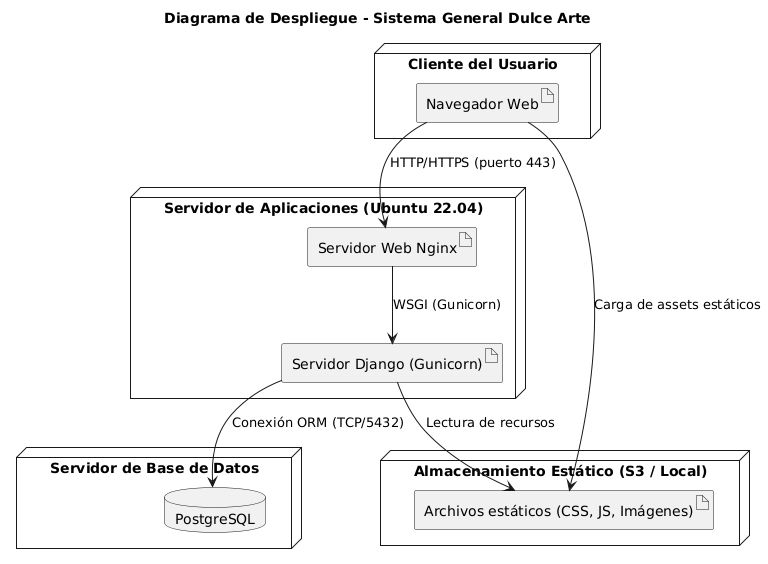 Diagrama de Despliegue - Sistema General Dulce Arte
Cliente del Usuario
Navegador Web
HTTP/HTTPS (puerto 443)
Servidor de Aplicaciones (Ubuntu 22.04)
Servidor Web Nginx
WSGI (Gunicorn)
Carga de assets estáticos
Servidor Django (Gunicorn)
Conexión ORM (TCP/5432)
Lectura de recursos
Servidor de Base de Datos
Almacenamiento Estático (S3 / Local)
PostgreSQL
Archivos estáticos (CSS, JS, Imágenes)